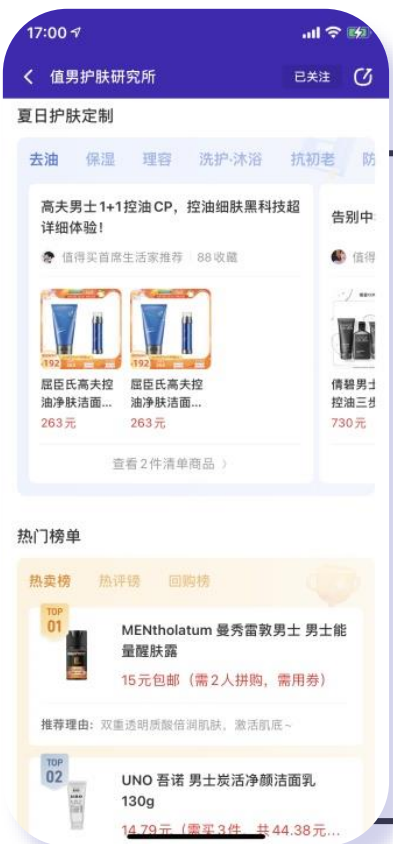 17:00
值男护肤研究所
已关注
夏日护肤定制
去油 保湿 理容 洗护·沐浴 抗初老 防
高夫男士1+1控油CP，控油细肤黑科技超
详细体验！
值得买首席生活家推荐 88收藏
告别中
值得
192
192
屈臣氏高夫控
油净肤洁面...
263元
屈臣氏高夫控
油净肤洁面...
263元
倩碧男士
控油三步
730元
查看2件清单商品 〉
热门榜单
热卖榜 热评榜 回购榜
TOP
01
MENtholatum 曼秀雷敦男士 男士能
量醒肤露
15元包邮（需2人拼购，需用券）
推荐理由：双重透明质酸倍润肌肤，激活肌底~
TOP
02
UNO 吾诺 男士炭活净颜洁面乳
130g
14.79元（需买3件，共44.38元...